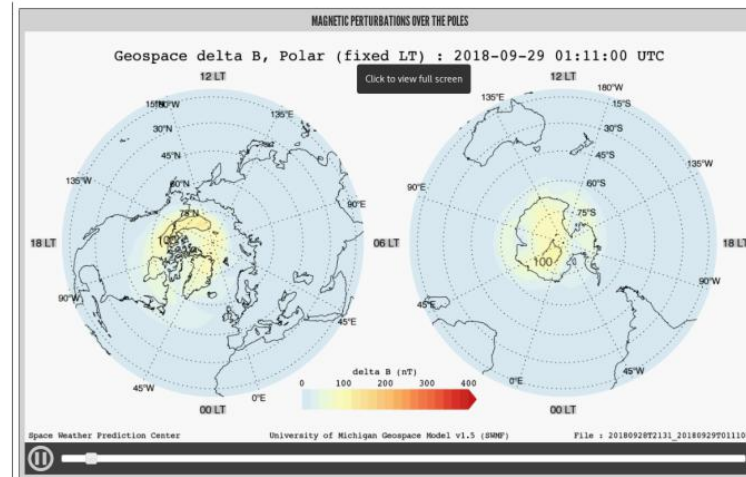 MAGNETIC PERTURBATIONS OVER THE POLES
Geospace delta B, Polar (fixed LT) : 2018-09-29 01:11:00 UTC
Click to view full screen
12 LT
12 LT
180°W
180°W
15°S
135°E
135°E
30°N
30°S
45°N
45°S
135°W
135°W
60°N
60°S
90°E
90°E
75°N
75°S
18 LT
100
06 LT
100
18 LT
90°W
90°W
45°E
45°E
45°W
0°E
0°E
45°W
00 LT
00 LT
delta B (nT)
0 100 200 300 400
Space Weather Prediction Center
University of Michigan Geospace Model v1.5 (SWMF)
File : 20180928T2131_20180929T01110